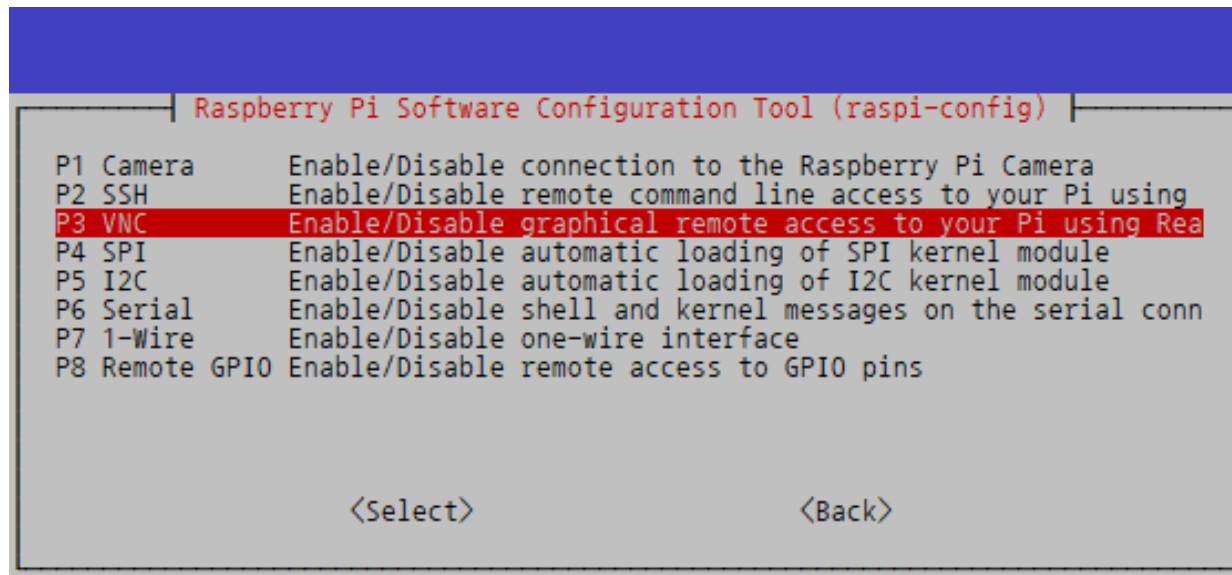 Raspberry Pi Software Configuration Tool (raspi-config)
P1 Camera Enable/Disable connection to the Raspberry Pi Camera
P2 SSH Enable/Disable remote command line access to your Pi using
P3 VNC Enable/Disable graphical remote access to your Pi using Rea
P4 SPI Enable/Disable automatic loading of SPI kernel module
P5 I2C Enable/Disable automatic loading of I2C kernel module
P6 Serial Enable/Disable shell and kernel messages on the serial conn
P7 1-Wire Enable/Disable one-wire interface
P8 Remote GPIO Enable/Disable remote access to GPIO pins
<Select> <Back>